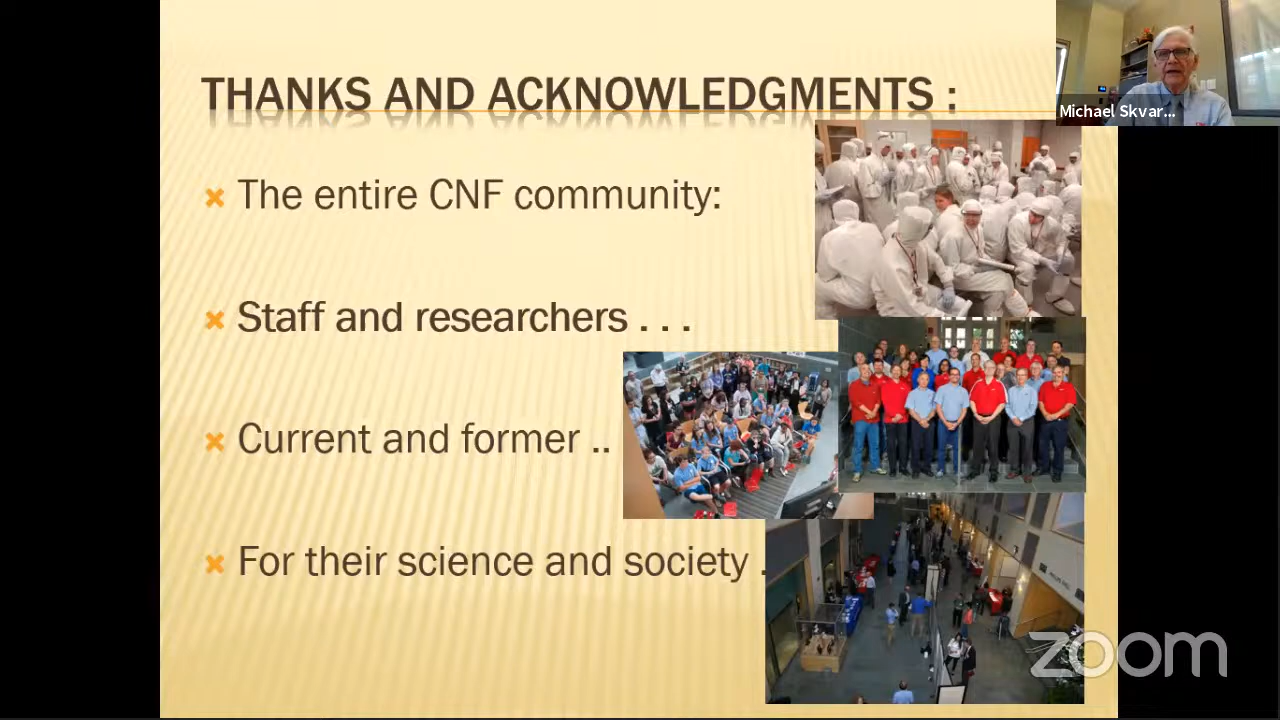 THANKS AND ACKNOWLEDGMENTS :
Michael Skvar...
The entire CNF community:
Staff and researchers . . .
Current and former ..
For their science and society .
zoom